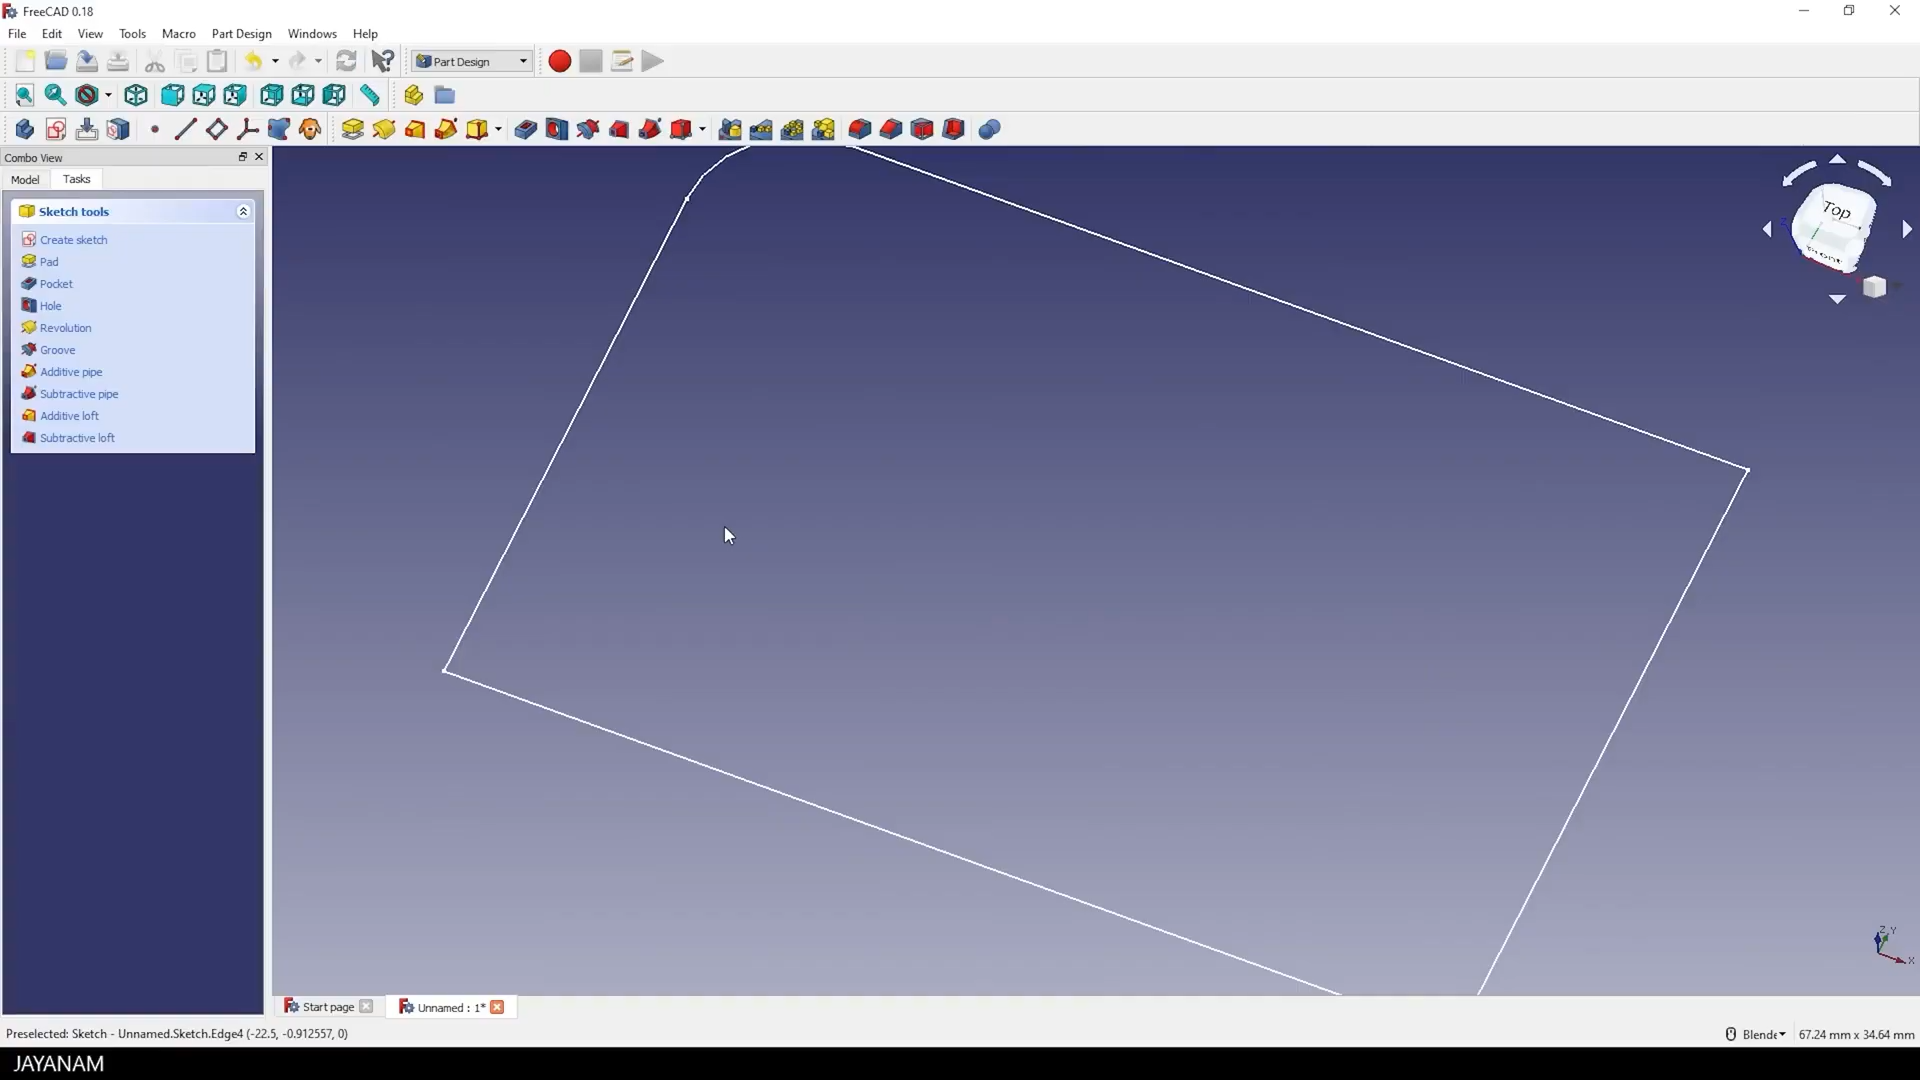 FreeCAD 0.18
File Edit View Tools Macro Part Design Windows Help
Part Design
Combo View
Model Tasks
Sketch tools
Create sketch
Pad
Pocket
Hole
Revolution
Groove
Additive pipe
Subtractive pipe
Additive loft
Subtractive loft
Top
Front
Z Y
X
Start page Unnamed : 1*
Preselected: Sketch - Unnamed.Sketch.Edge4 (-22.5, -0.912557, 0) Blende 67.24 mm x 34.64 mm
JAYANAM